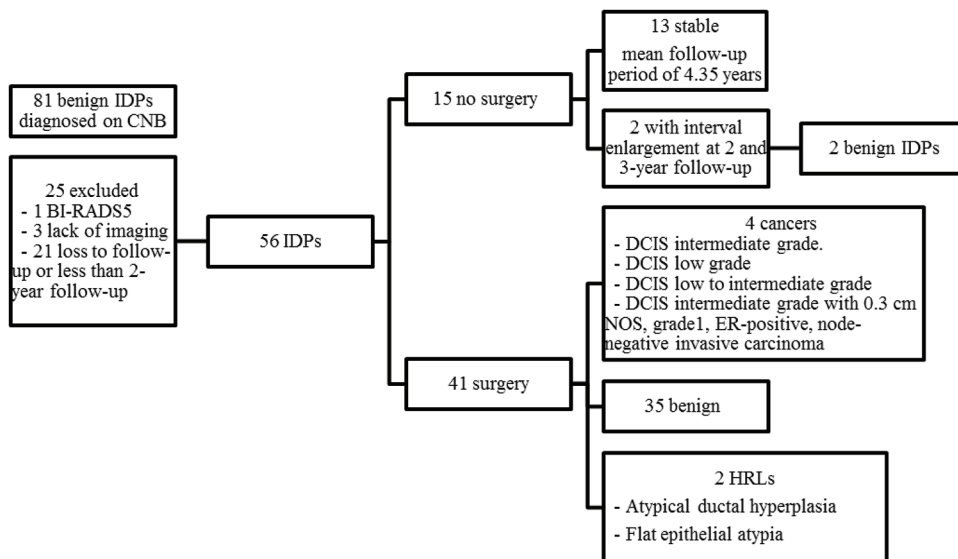 81 benign IDPs
diagnosed on CNB
25 excluded
- 1 BI-RADS5
- 3 lack of imaging
- 21 loss to follow-
up or less than 2-
year follow-up
56 IDPs
15 no surgery
13 stable
mean follow-up
period of 4.35 years
2 with interval
enlargement at 2 and
3-year follow-up
2 benign IDPs
41 surgery
4 cancers
- DCIS intermediate grade.
- DCIS low grade
- DCIS low to intermediate grade
- DCIS intermediate grade with 0.3 cm
NOS, grade1, ER-positive, node-
negative invasive carcinoma
35 benign
2 HRLs
- Atypical ductal hyperplasia
- Flat epithelial atypia